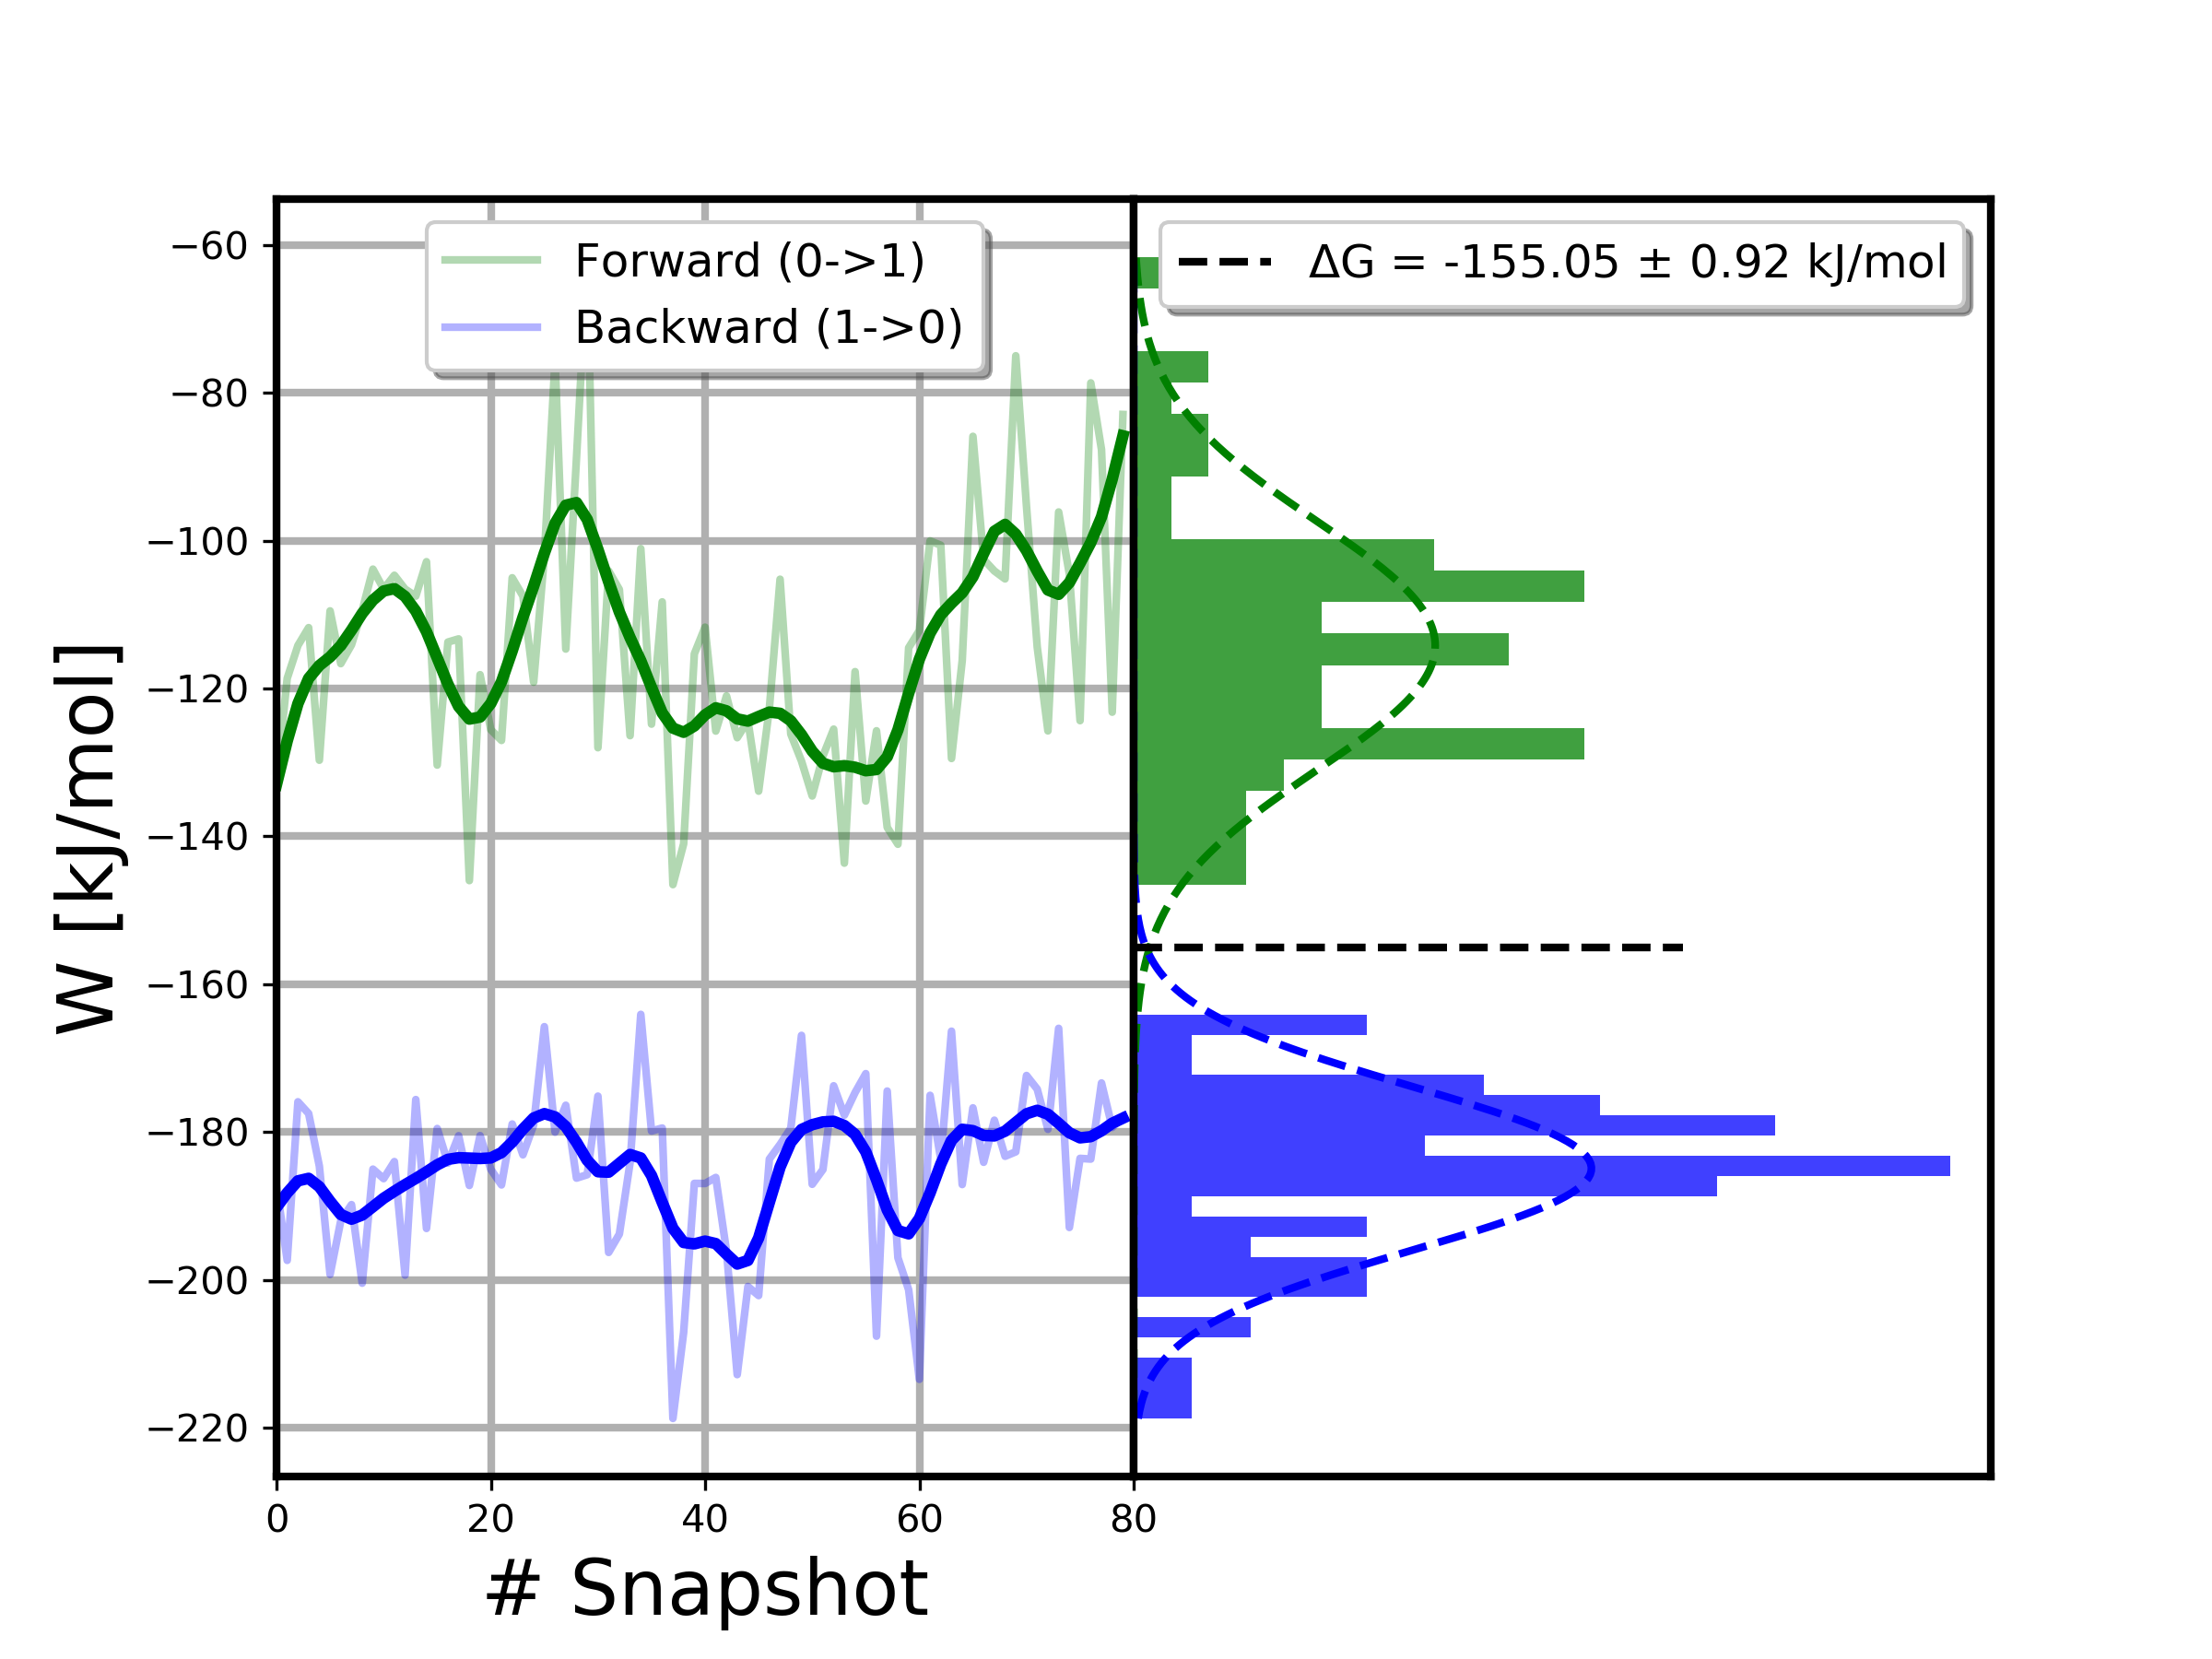 Forward (0->1)
Backward (1->0)
ΔG = -155.05 ± 0.92 kJ/mol
W [kJ/mol]
−60
−80
−100
−120
−140
−160
−180
−200
−220
0 20 40 60 80
# Snapshot